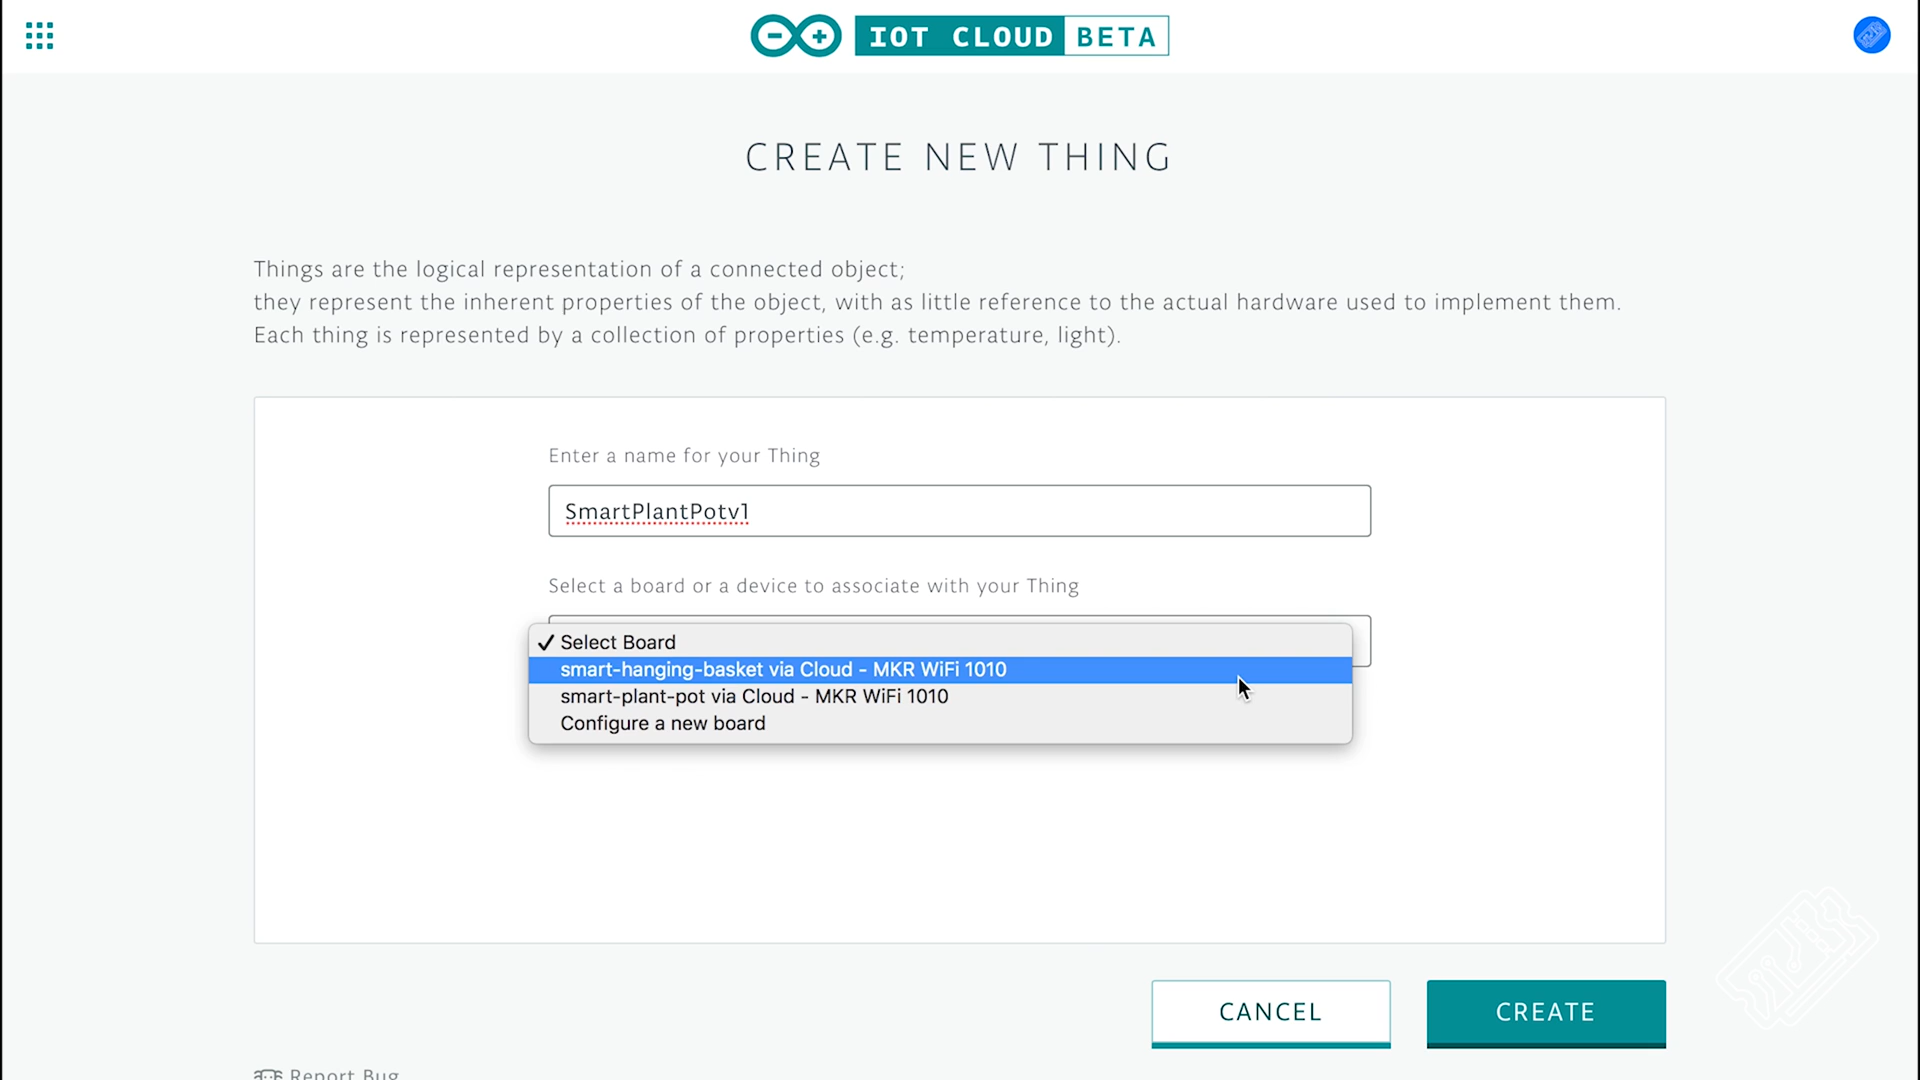 IOT CLOUD BETA
CREATE NEW THING
Things are the logical representation of a connected object;
they represent the inherent properties of the object, with as little reference to the actual hardware used to implement them.
Each thing is represented by a collection of properties (e.g. temperature, light).
Enter a name for your Thing
SmartPlantPotv1
Select a board or a device to associate with your Thing
✓ Select Board
smart-hanging-basket via Cloud - MKR WiFi 1010
smart-plant-pot via Cloud - MKR WiFi 1010
Configure a new board
CANCEL
CREATE
Report Bug